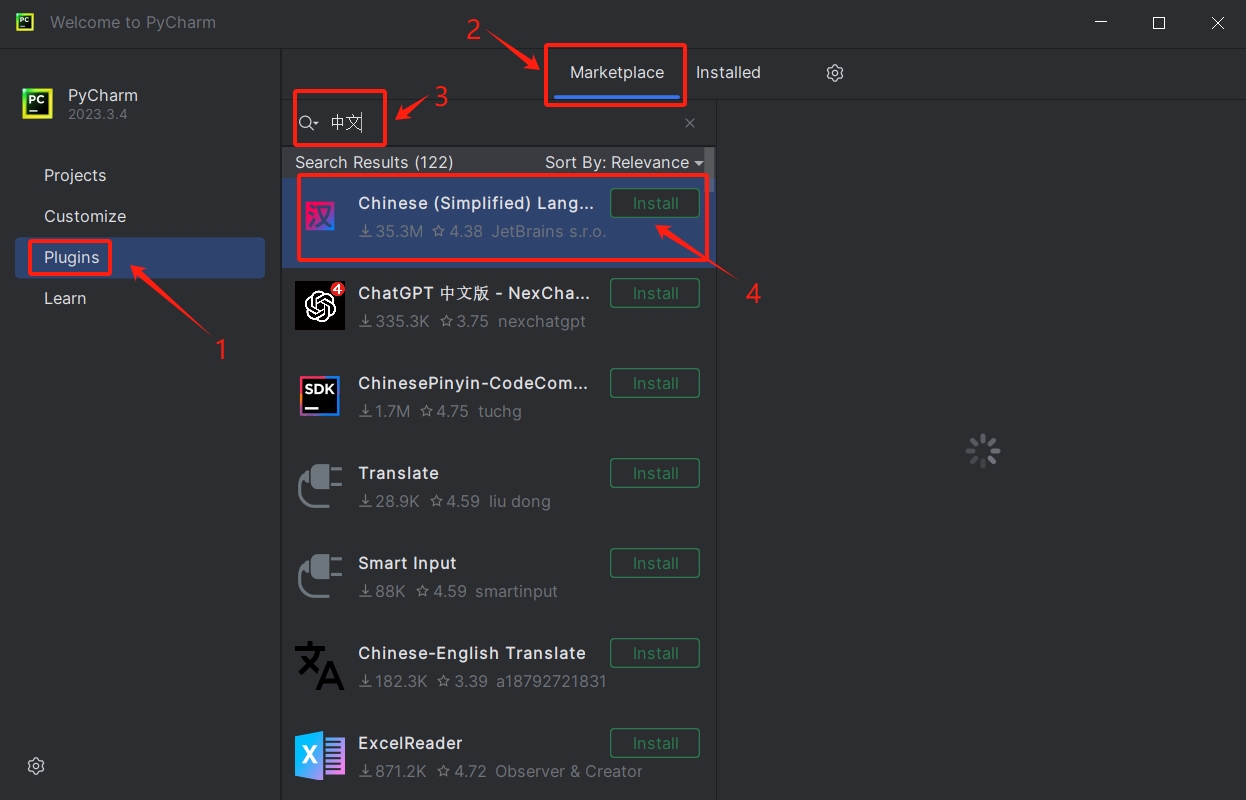 Welcome to PyCharm
PyCharm
2023.3.4
Projects
Customize
Plugins
Learn
1
2
Marketplace
Installed
中文
3
Search Results (122)
Sort By: Relevance
Chinese (Simplified) Lang...
Install
35.3M 4.38 JetBrains s.r.o.
4
ChatGPT 中文版 - NexCha...
Install
4
335.3K 3.75 nexchatgpt
ChinesePinyin-CodeCom...
Install
SDK
1.7M 4.75 tuchg
Translate
Install
28.9K 4.59 liu dong
Smart Input
Install
88K 4.59 smartinput
Chinese-English Translate
Install
182.3K 3.39 a18792721831
ExcelReader
Install
871.2K 4.72 Observer & Creator
PC
PC
汉
文A
X